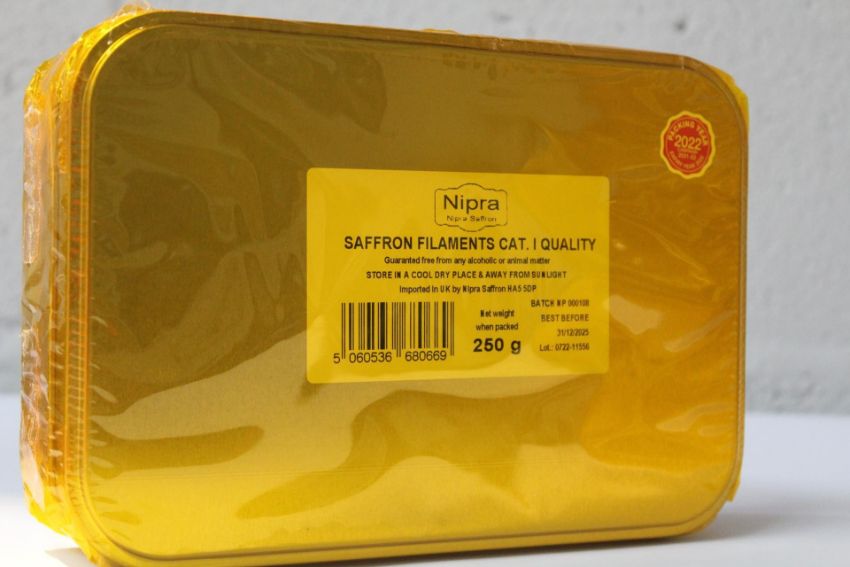 PACKING YEAR
2022
Nipra
Nipra Saffron
SAFFRON FILAMENTS CAT. I QUALITY
Guaranted free from any alcoholic or animal matter
STORE IN A COOL DRY PLACE & AWAY FROM SUNLIGHT
Imported in UK by Nipra Saffron HA5 5DP
BATCH NP 000108
BEST BEFORE
31/12/2025
Lot.: 0722-11556
Net weight
when packed
250 g
5 060536 680669